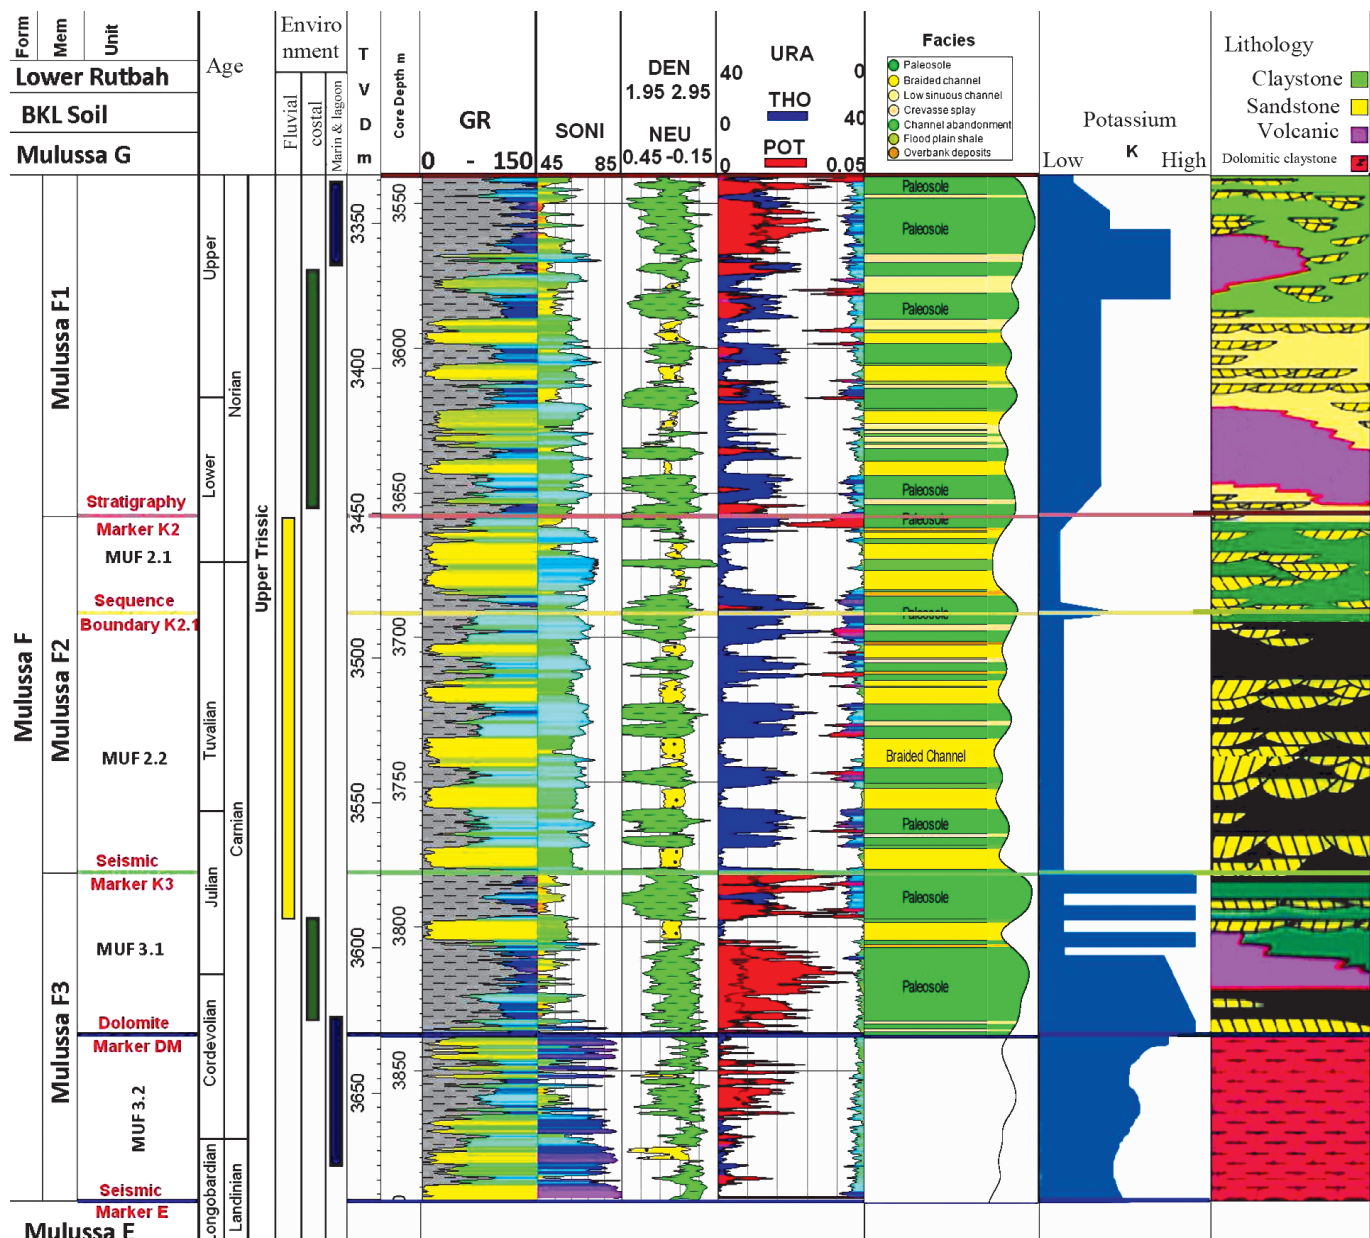 Form
Mem
Unit
Age
Enviro
nment
Fluvial
costal
Marin & lagoon
T
V
D
m
Core Depth m
GR
0 - 150
SONI
45 85
DEN
1.95 2.95
NEU
0.45 -0.15
URA
40 0
THO
0 40
POT
0 0.05
Facies
Paleosole
Braided channel
Low sinuous channel
Crevasse splay
Channel abandonment
Flood plain shale
Overbank deposits
Potassium
Low K High
Lithology
Claystone
Sandstone
Volcanic
Dolomitic claystone
Lower Rutbah
BKL Soil
Mulussa G
Mulussa F
Mulussa F1
Mulussa F2
Mulussa F3
Stratigraphy
Marker K2
MUF 2.1
Sequence
Boundary K2.1
MUF 2.2
Seismic
Marker K3
MUF 3.1
Dolomite
Marker DM
MUF 3.2
Seismic
Marker E
Mulussa E
Upper
Lower
Tuvalian
Julian
Cordevolian
Longobardian
Norian
Carnian
Landinian
Upper Trissic
3350
3400
3450
3500
3550
3600
3650
3550
3600
3650
3700
3750
3800
3850
Paleosole
Paleosole
Paleosole
Paleosole
Paleosole
Paleosole
Braided Channel
Paleosole
Paleosole
Paleosole